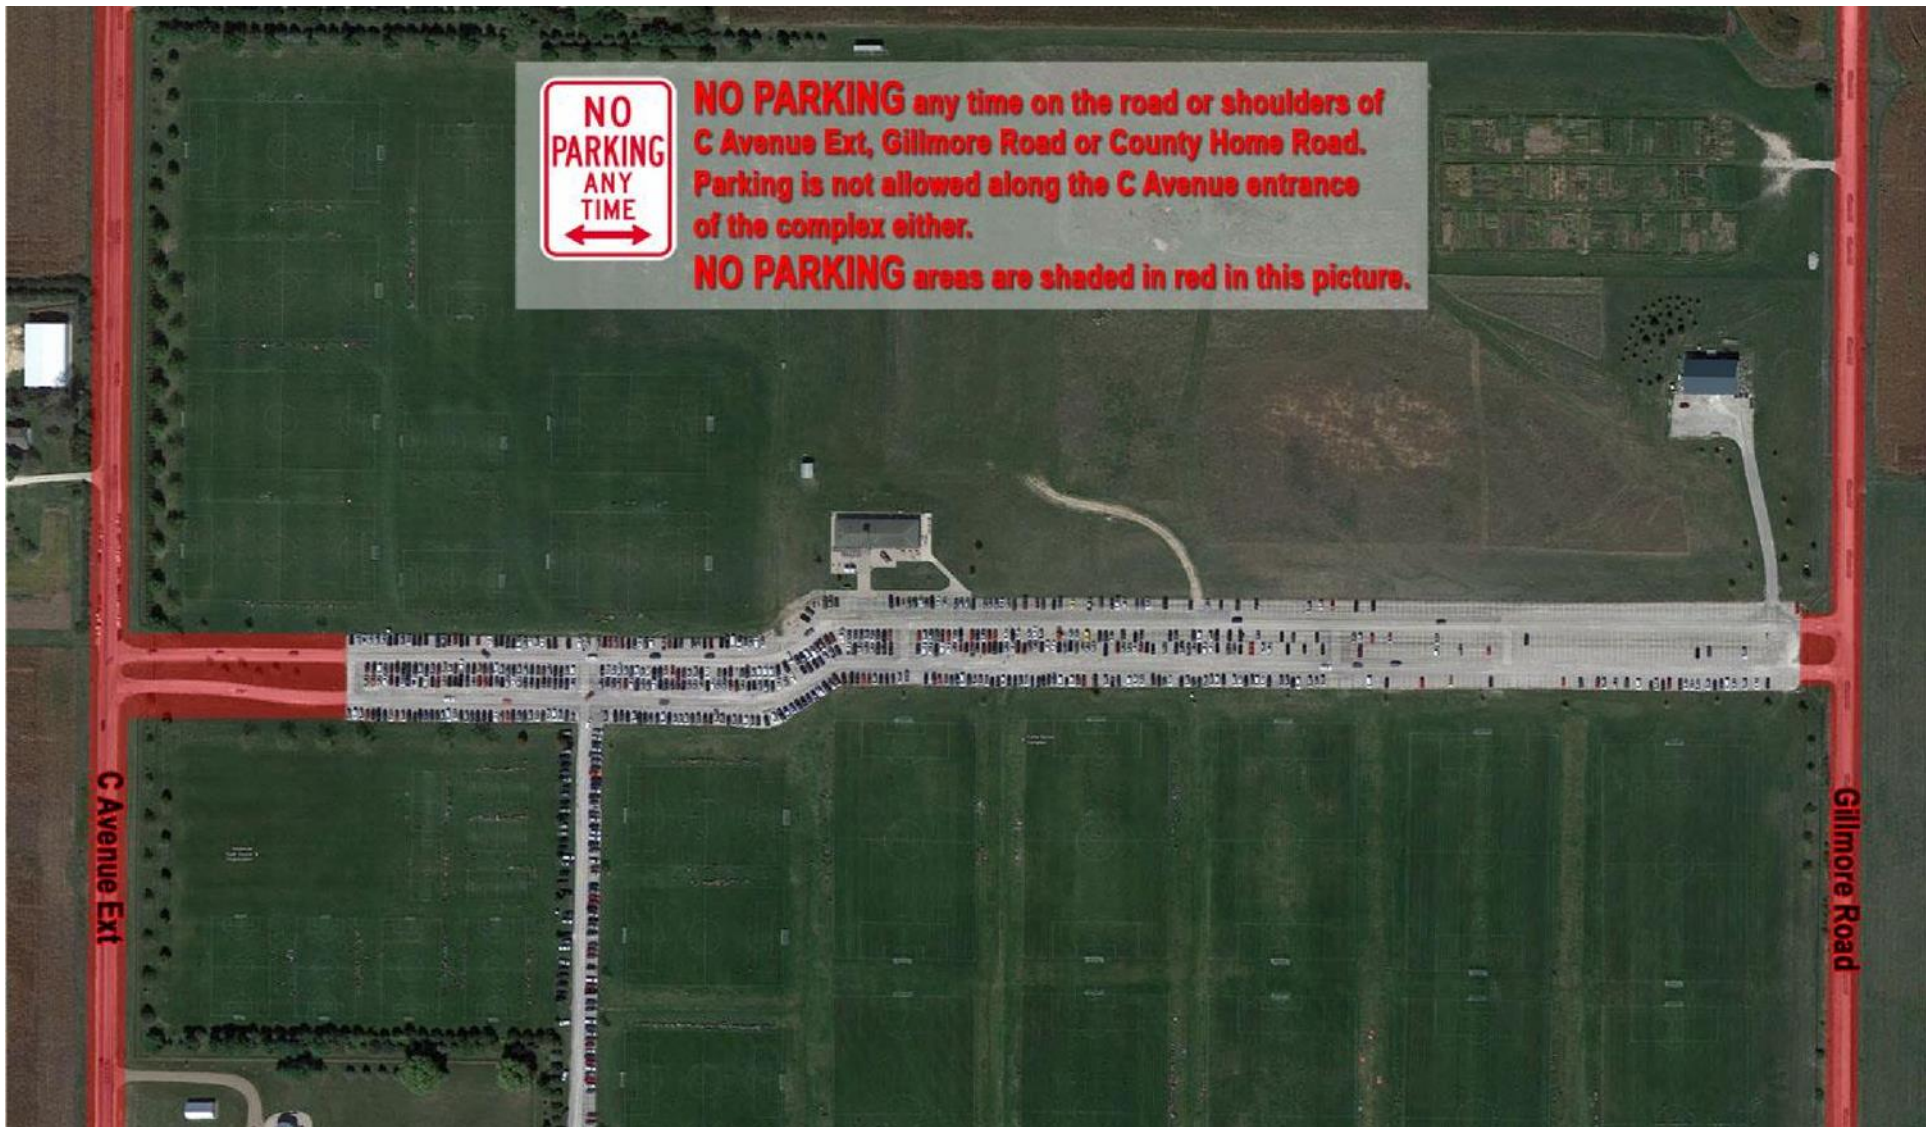 NO
PARKING
ANY
TIME
NO PARKING any time on the road or shoulders of
C Avenue Ext, Gillmore Road or County Home Road.
Parking is not allowed along the C Avenue entrance
of the complex either.
NO PARKING areas are shaded in red in this picture.
C Avenue Ext
Gillmore Road